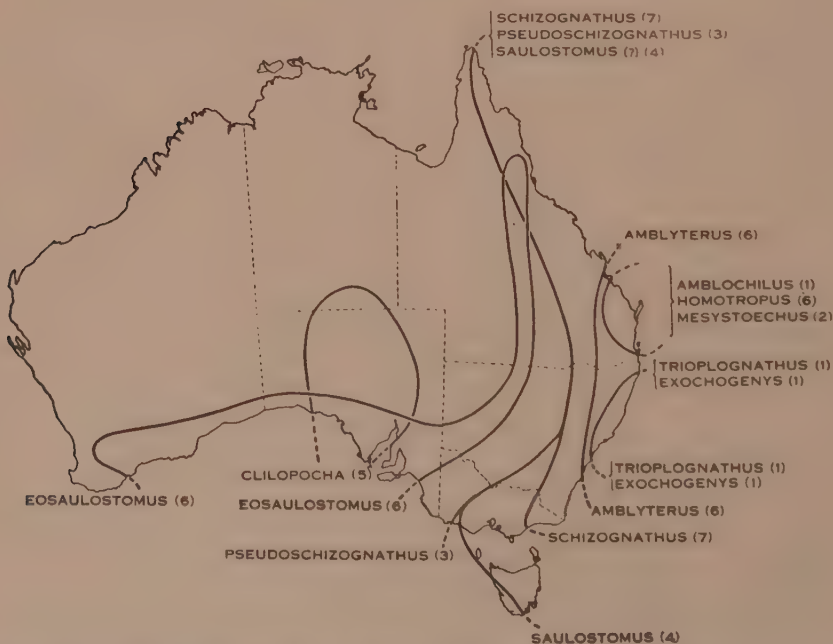 SCHIZOGNATHUS (7)
PSEUDOSCHIZOGNATHUS (3)
SAULOSTOMUS (?) (4)
AMBLYTERUS (6)
AMBLOCHILUS (1)
HOMOTROPUS (6)
MESYSTOECHUS (2)
TRIOPLOGNATHUS (1)
EXOCHOGENYS (1)
CLILOPOCHA (5)
TRIOPLOGNATHUS (1)
EXOCHOGENYS (1)
EOSAULOSTOMUS (6)
EOSAULOSTOMUS (6)
AMBLYTERUS (6)
SCHIZOGNATHUS (7)
PSEUDOSCHIZOGNATHUS (3)
SAULOSTOMUS (4)